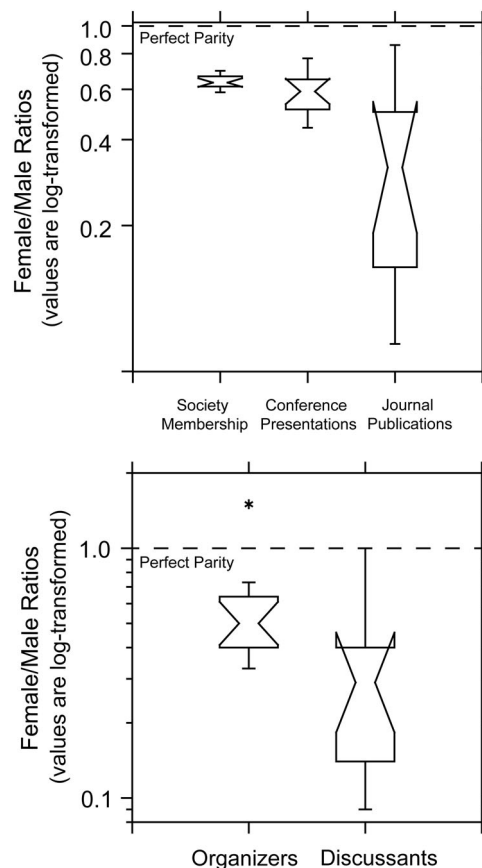 Female/Male Ratios
(values are log-transformed)
1.0
0.8
0.6
0.4
0.2
Perfect Parity
Society
Membership
Conference
Presentations
Journal
Publications
Female/Male Ratios
(values are log-transformed)
1.0
0.1
Perfect Parity
*
Organizers
Discussants